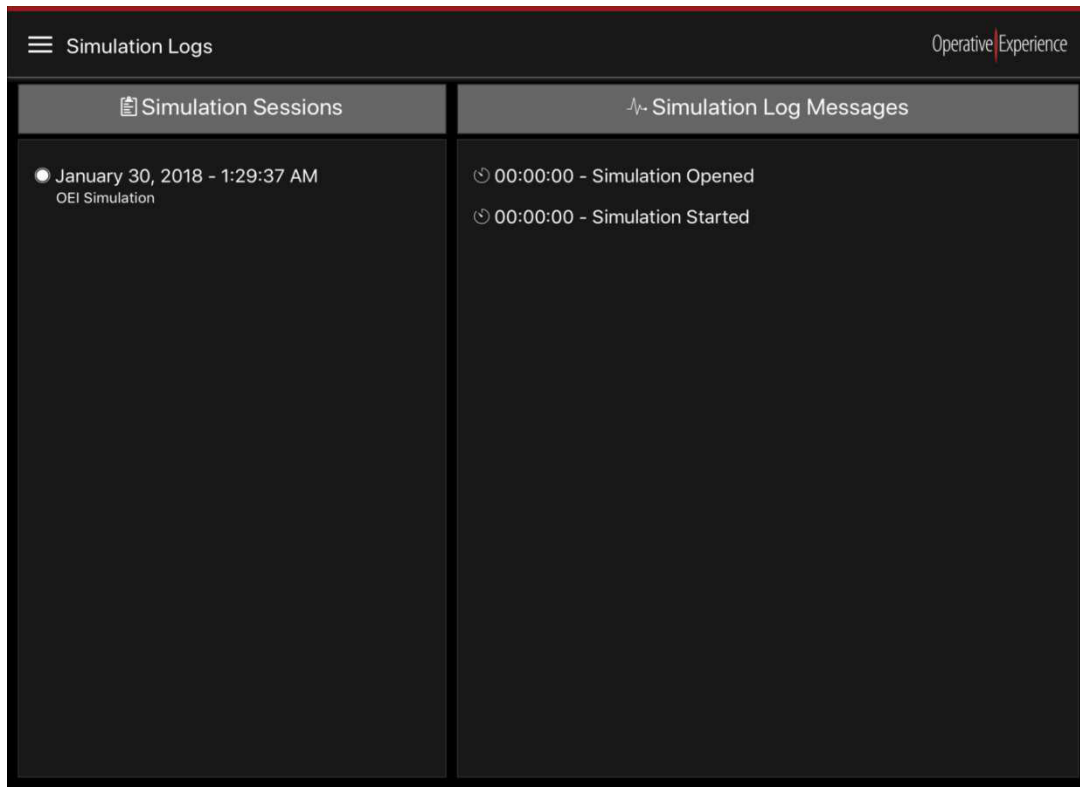 Simulation Logs
Operative Experience
Simulation Sessions
Simulation Log Messages
January 30, 2018 - 1:29:37 AM
OEI Simulation
00:00:00 - Simulation Opened
00:00:00 - Simulation Started